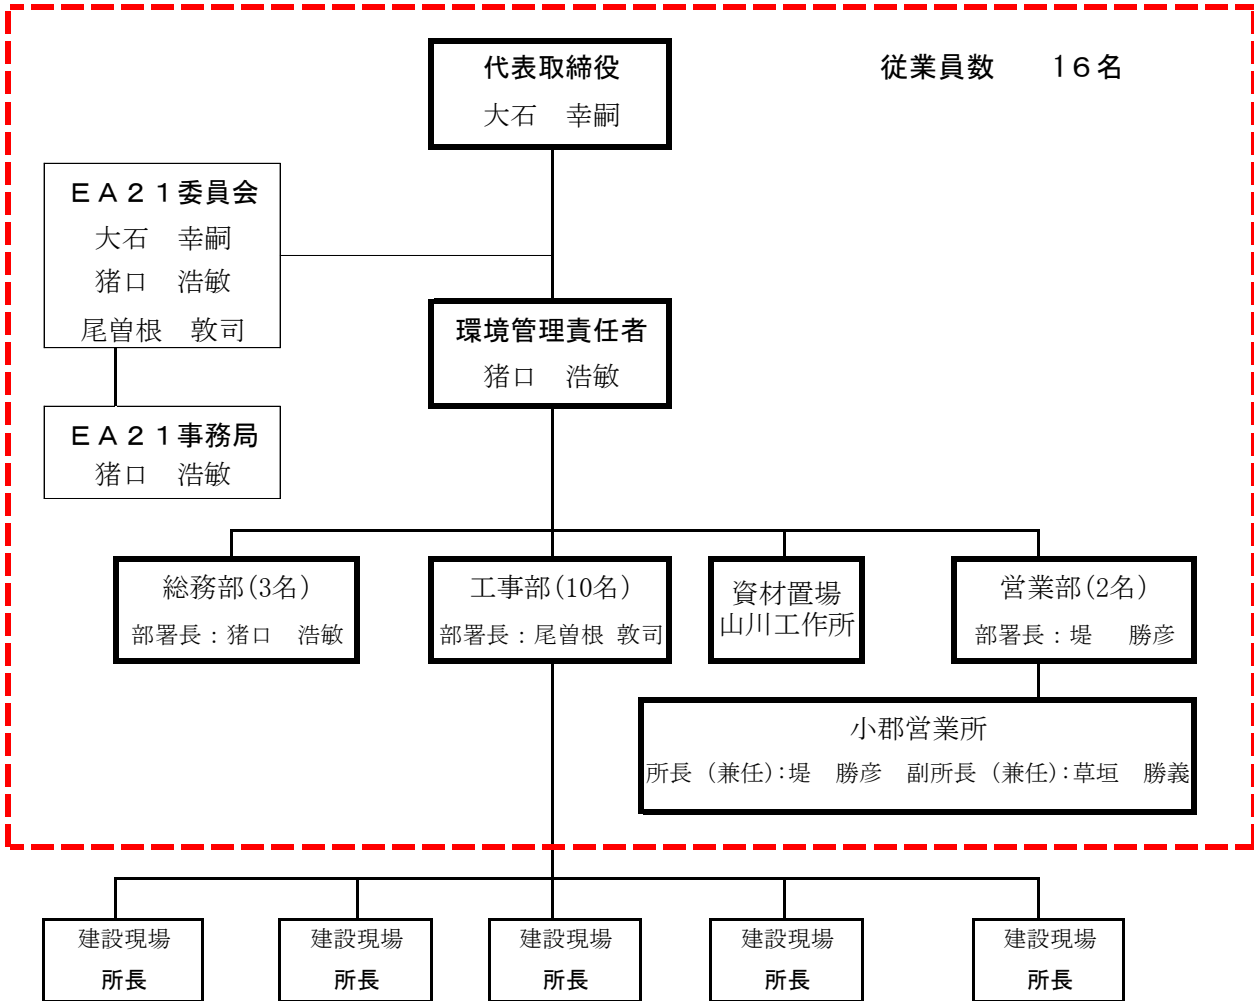 代表取締役
大石　幸嗣
従業員数　　１６名
ＥＡ２１委員会
大石　幸嗣
猪口　浩敏
尾曽根　敦司
環境管理責任者
猪口　浩敏
ＥＡ２１事務局
猪口　浩敏
総務部(3名)
部署長：猪口　浩敏
工事部(10名)
部署長：尾曽根 敦司
資材置場
山川工作所
営業部(2名)
部署長：堤　勝彦
小郡営業所
所長（兼任）：堤　勝彦　副所長（兼任）：草垣　勝義
建設現場
所長
建設現場
所長
建設現場
所長
建設現場
所長
建設現場
所長